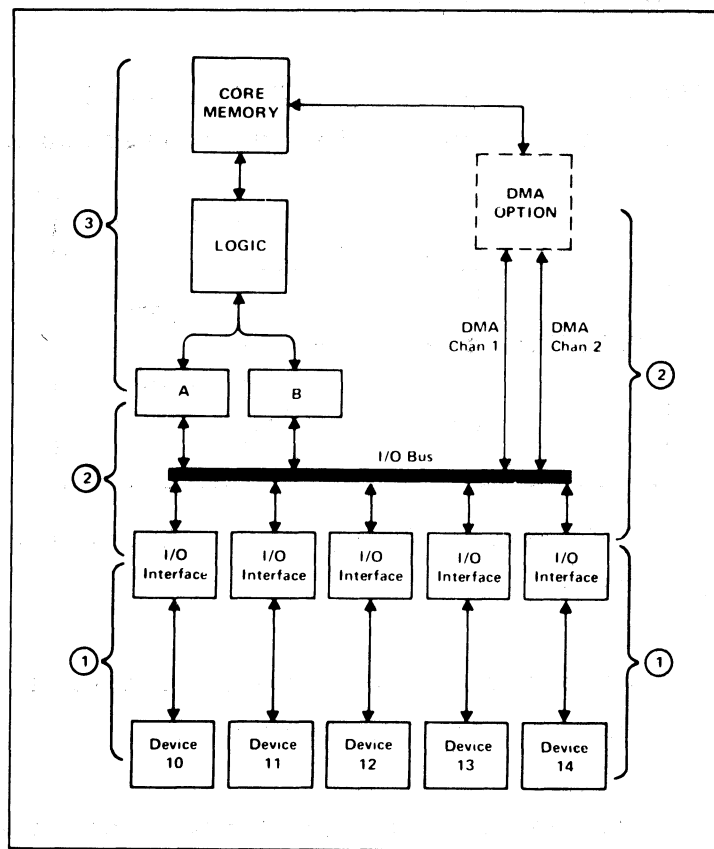 CORE
MEMORY
DMA
OPTION
3
LOGIC
DMA
Chan 1
DMA
Chan 2
2
A
B
I/O Bus
2
I/O
Interface
I/O
Interface
I/O
Interface
I/O
Interface
I/O
Interface
1
1
Device
10
Device
11
Device
12
Device
13
Device
14